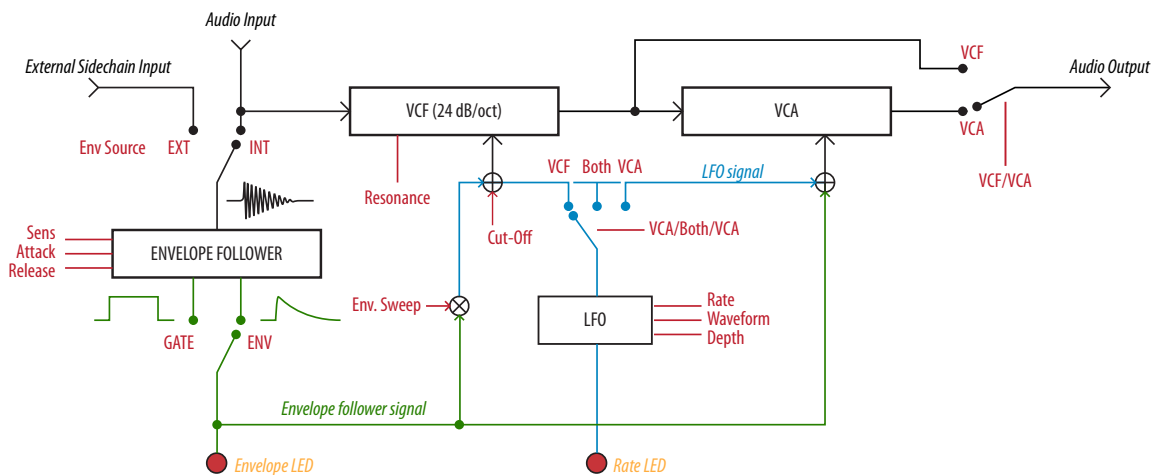 Audio Input
VCF
External Sidechain Input
Audio Output
VCF (24 dB/oct)
VCA
VCA
Env Source
EXT
INT
VCF
Both
VCA
LFO signal
VCF/VCA
Resonance
Sens
Attack
Release
ENVELOPE FOLLOWER
Cut-Off
VCA/Both/VCA
Env. Sweep
LFO
Rate
Waveform
Depth
GATE
ENV
Envelope follower signal
Envelope LED
Rate LED